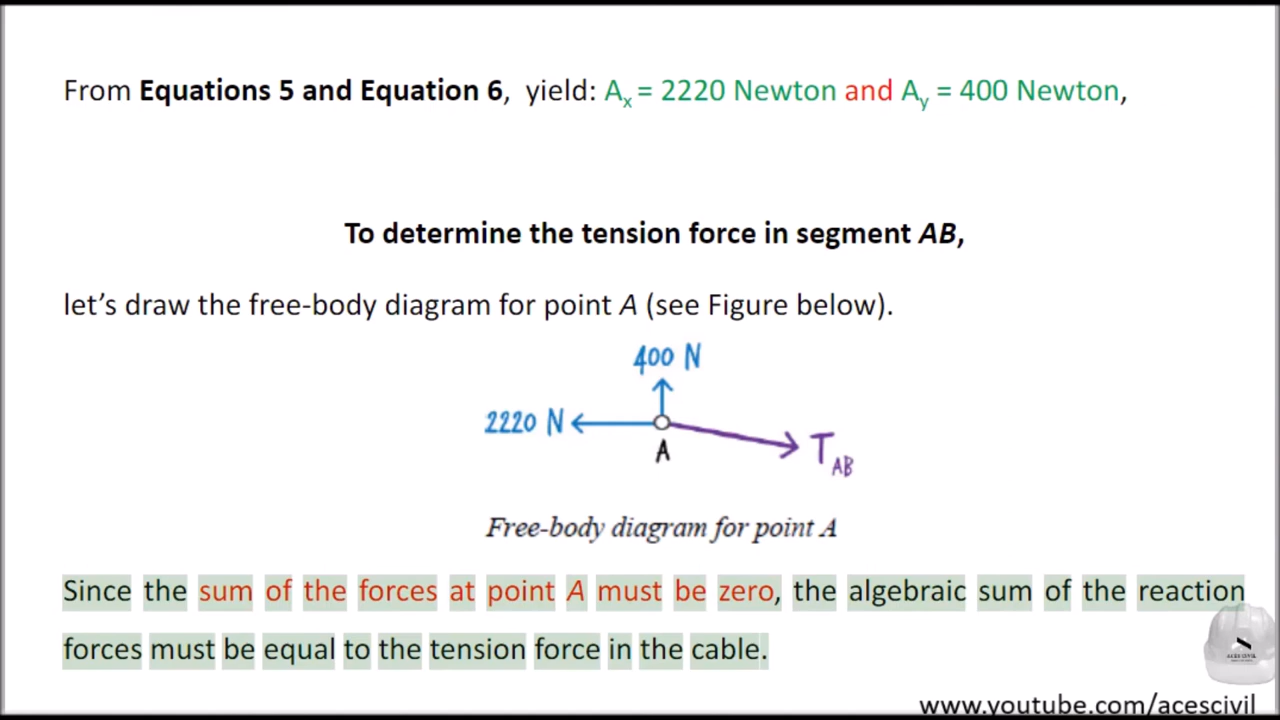 From Equations 5 and Equation 6, yield: Ax = 2220 Newton and Ay = 400 Newton,
To determine the tension force in segment AB,
let’s draw the free-body diagram for point A (see Figure below).
400 N
2220 N
A
TAB
Free-body diagram for point A
Since the sum of the forces at point A must be zero, the algebraic sum of the reaction
forces must be equal to the tension force in the cable.
ACES CIVIL
www.youtube.com/acescivil